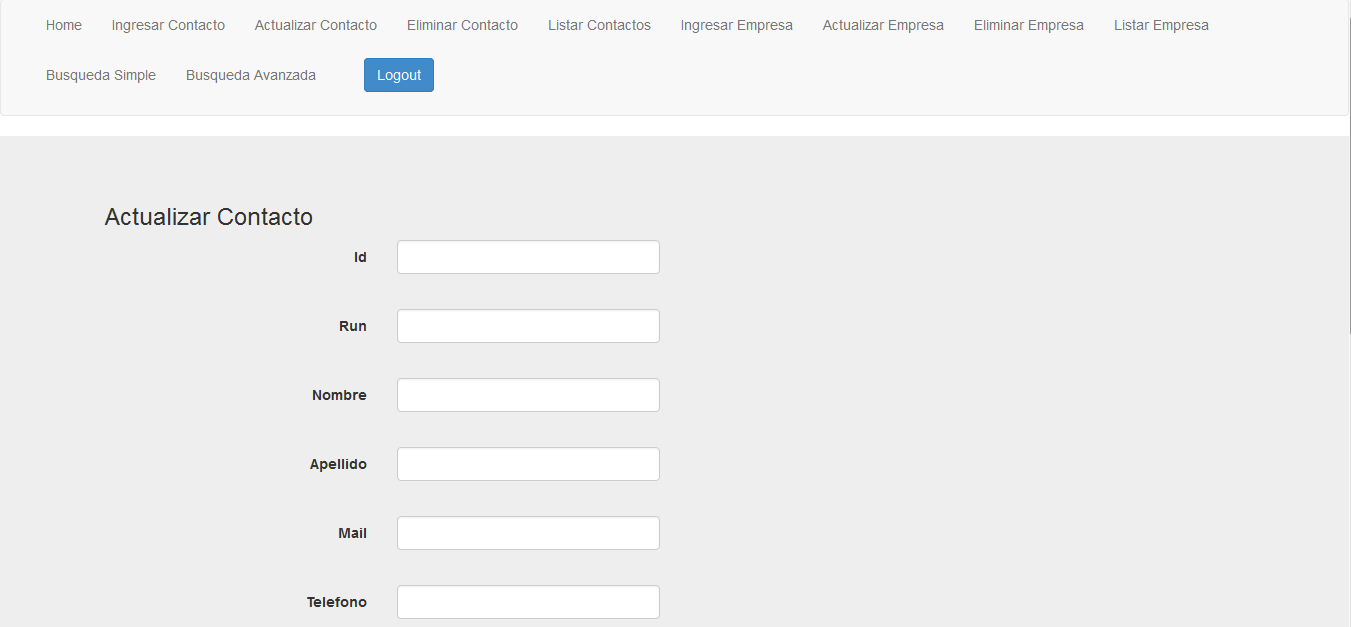 Home Ingresar Contacto Actualizar Contacto Eliminar Contacto Listar Contactos Ingresar Empresa Actualizar Empresa Eliminar Empresa Listar Empresa
Busqueda Simple Busqueda Avanzada Logout
Actualizar Contacto
Id
Run
Nombre
Apellido
Mail
Telefono